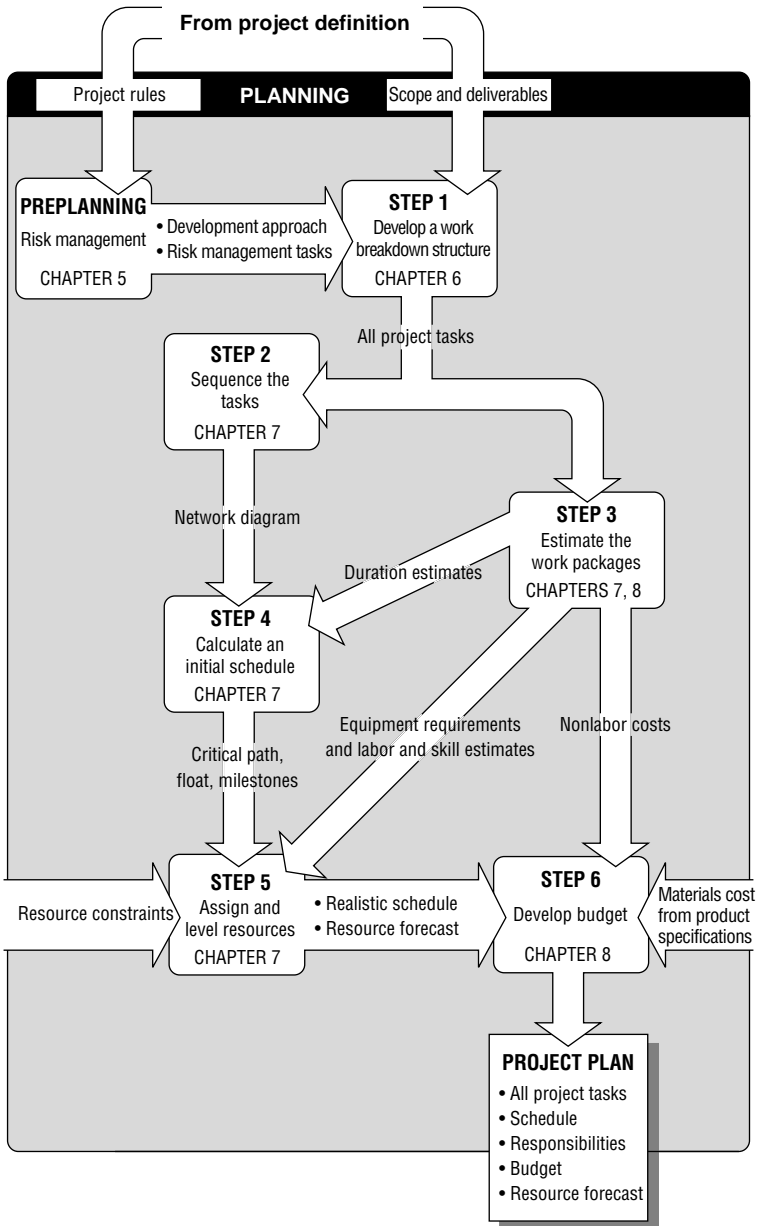 From project definition
Project rules
PLANNING
Scope and deliverables
PREPLANNING
Risk management
CHAPTER 5
• Development approach
• Risk management tasks
STEP 1
Develop a work
breakdown structure
CHAPTER 6
All project tasks
STEP 2
Sequence the
tasks
CHAPTER 7
Network diagram
STEP 3
Estimate the
work packages
CHAPTERS 7, 8
Duration estimates
STEP 4
Calculate an
initial schedule
CHAPTER 7
Equipment requirements
and labor and skill estimates
Nonlabor costs
Critical path,
float, milestones
Resource constraints
STEP 5
Assign and
level resources
CHAPTER 7
• Realistic schedule
• Resource forecast
STEP 6
Develop budget
CHAPTER 8
Materials cost
from product
specifications
PROJECT PLAN
• All project tasks
• Schedule
• Responsibilities
• Budget
• Resource forecast